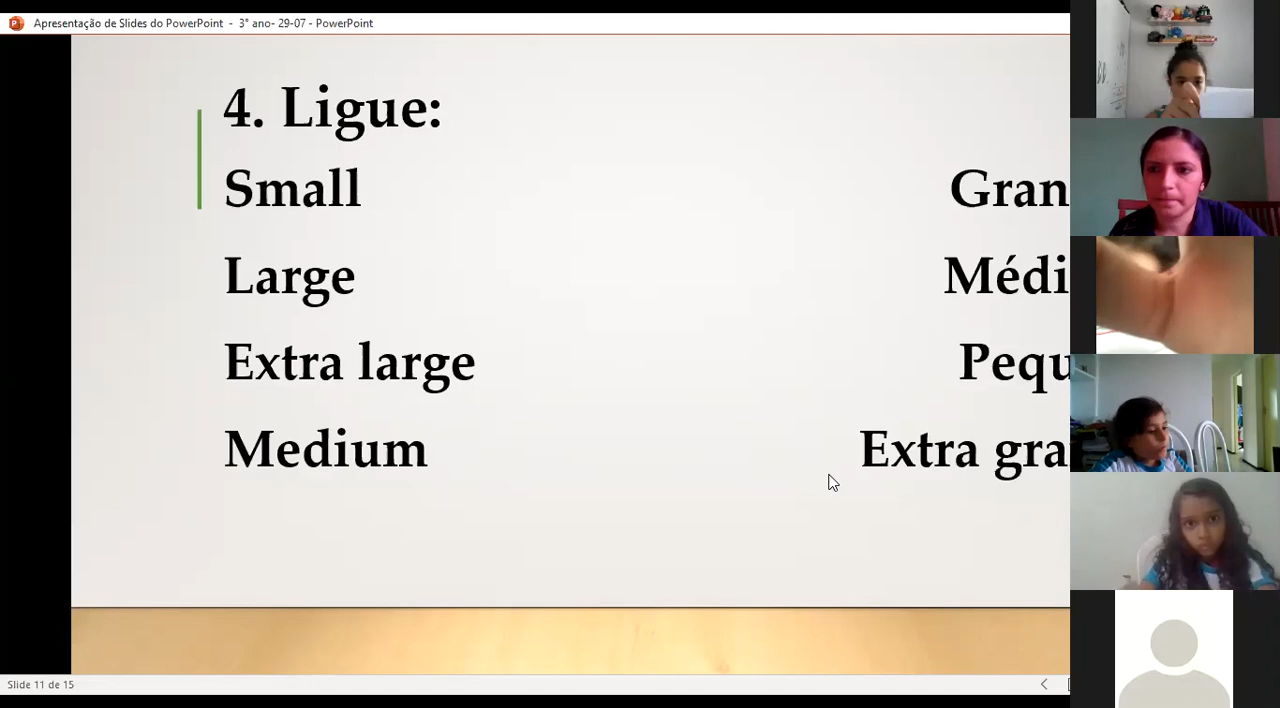 Apresentação de Slides do PowerPoint - 3° ano- 29-07 - PowerPoint
4. Ligue:
Small Gran
Large Médi
Extra large Pequ
Medium Extra gra
Slide 11 de 15